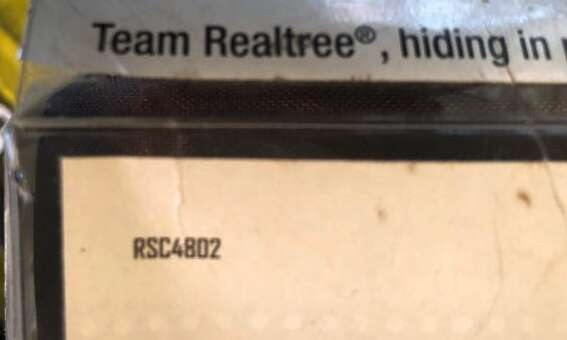 Team Realtree®, hiding in
RSC4802